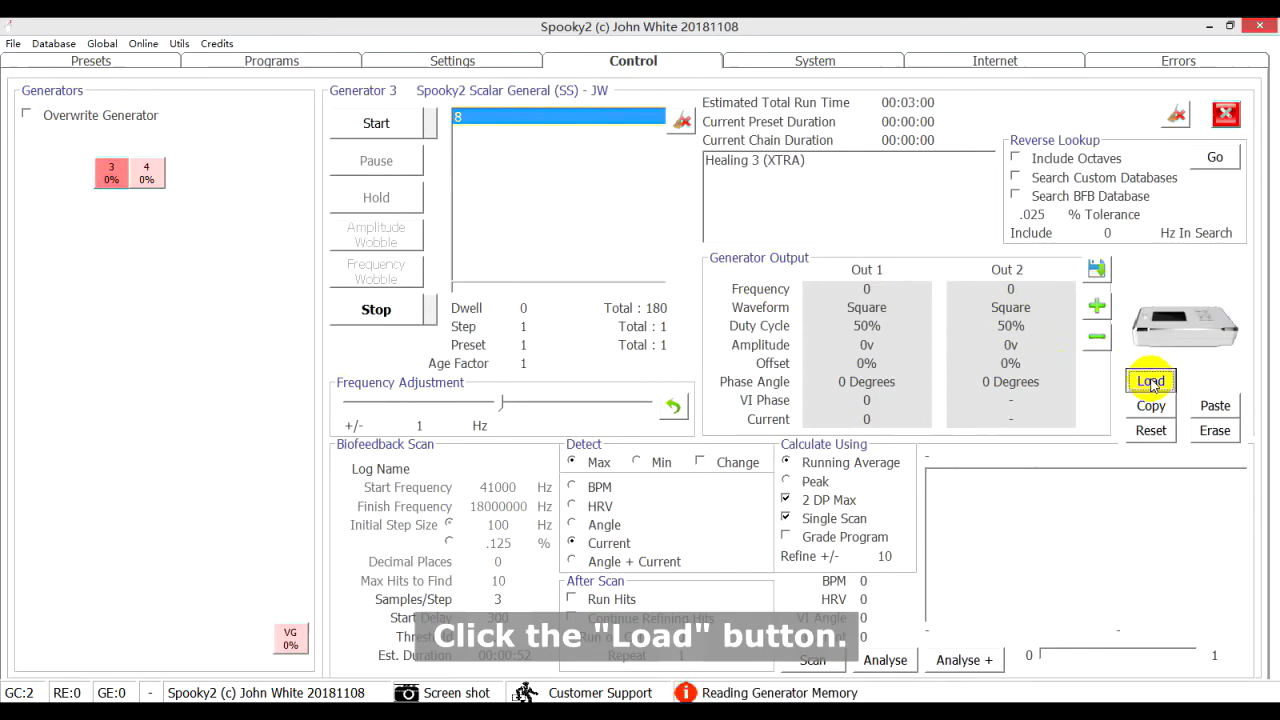 Spooky2 (c) John White 20181108
File Database Global Online Utils Credits
Presets Programs Settings Control System Internet Errors
Generators
Overwrite Generator
3 4
0% 0%
VG
0%
Generator 3 Spooky2 Scalar General (SS) - JW
Start
Pause
Hold
Amplitude
Wobble
Frequency
Wobble
Stop
8
Dwell 0 Total : 180
Step 1 Total : 1
Preset 1 Total : 1
Age Factor 1
Estimated Total Run Time 00:03:00
Current Preset Duration 00:00:00
Current Chain Duration 00:00:00
Healing 3 (XTRA)
Reverse Lookup
Include Octaves Go
Search Custom Databases
Search BFB Database
.025 % Tolerance
Include 0 Hz In Search
Generator Output
Out 1 Out 2
Frequency 0 0
Waveform Square Square
Duty Cycle 50% 50%
Amplitude 0v 0v
Offset 0% 0%
Phase Angle 0 Degrees 0 Degrees
VI Phase 0 -
Current 0 -
Load
Copy Paste
Reset Erase
Frequency Adjustment
+/- 1 Hz
Biofeedback Scan
Log Name
Start Frequency 41000 Hz
Finish Frequency 18000000 Hz
Initial Step Size 100 Hz
.125 %
Decimal Places 0
Max Hits to Find 10
Samples/Step 3
Start Delay 300
Est. Duration 00:00:52
Detect
Max Min Change
BPM
HRV
Angle
Current
Angle + Current
After Scan
Run Hits
Continue Refining Hits
Repeat 1
Calculate Using
Running Average
Peak
2 DP Max
Single Scan
Grade Program
Refine +/- 10
BPM 0
HRV 0
VI Angle 0
Scan Analyse Analyse +
-
- -
0 1
Click the "Load" button.
GC:2 RE:0 GE:0 - Spooky2 (c) John White 20181108 Screen shot Customer Support Reading Generator Memory